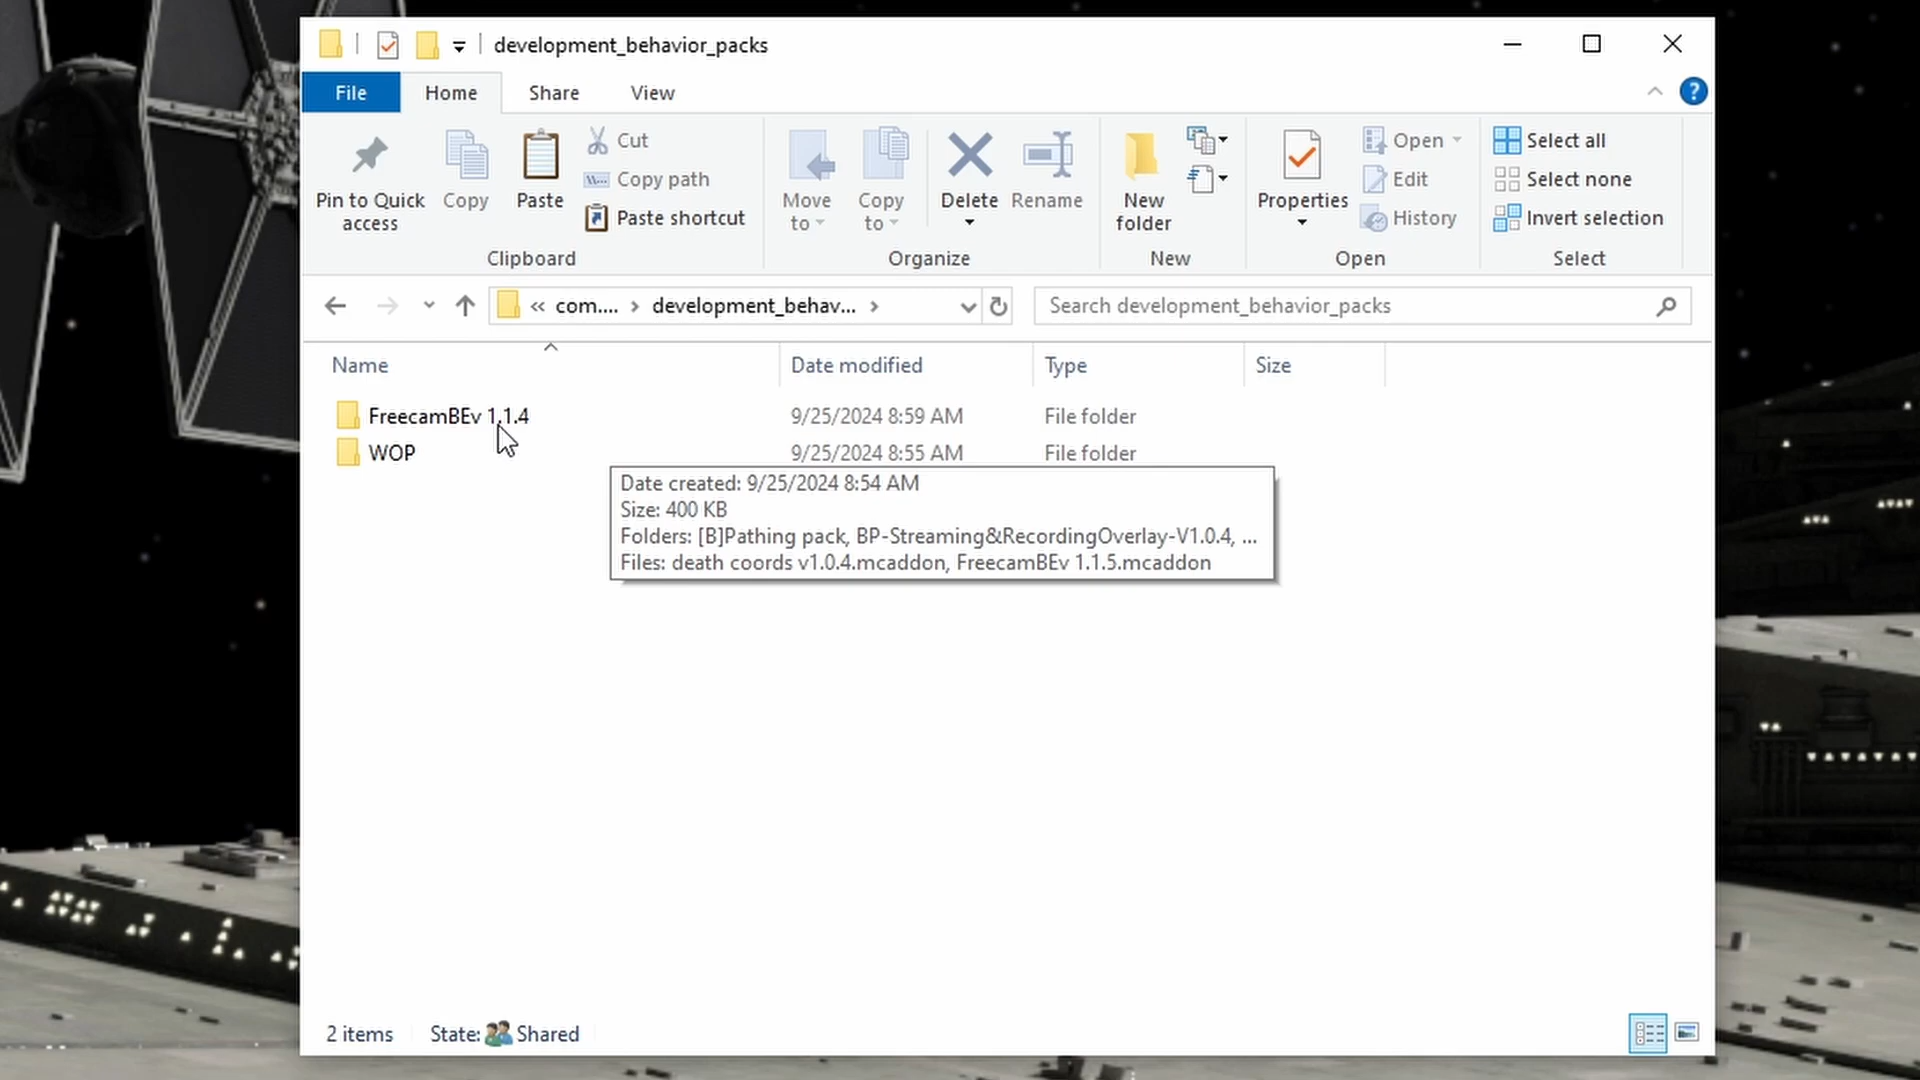 development_behavior_packs
File
Home
Share
View
Pin to Quick access
Copy
Paste
Cut
Copy path
Paste shortcut
Clipboard
Move to
Copy to
Delete
Rename
Organize
New folder
New
Properties
Open
Edit
History
Open
Select all
Select none
Invert selection
Select
« com.... › development_behav... ›
Search development_behavior_packs
Name
Date modified
Type
Size
FreecamBEv 1.1.4
9/25/2024 8:59 AM
File folder
WOP
9/25/2024 8:55 AM
File folder
Date created: 9/25/2024 8:54 AM
Size: 400 KB
Folders: [B]Pathing pack, BP-Streaming&RecordingOverlay-V1.0.4, ...
Files: death coords v1.0.4.mcaddon, FreecamBEv 1.1.5.mcaddon
2 items
State: Shared